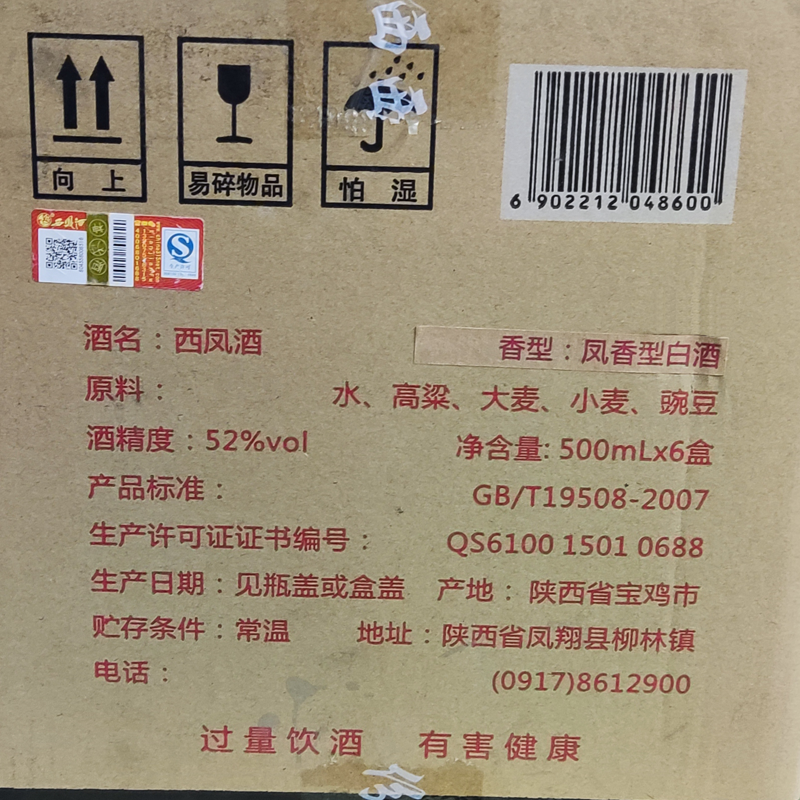 向 上
易碎物品
怕 湿
6 902212 048600
西凤酒
酒名：西凤酒
香型：凤香型白酒
原料：
水、高粱、大麦、小麦、豌豆
酒精度：52%vol
净含量: 500mLx6盒
产品标准：
GB/T19508-2007
生产许可证证书编号：
QS6100 1501 0688
生产日期：见瓶盖或盒盖
产地：陕西省宝鸡市
贮存条件：常温
地址：陕西省凤翔县柳林镇
电话：
(0917)8612900
过量饮酒 有害健康